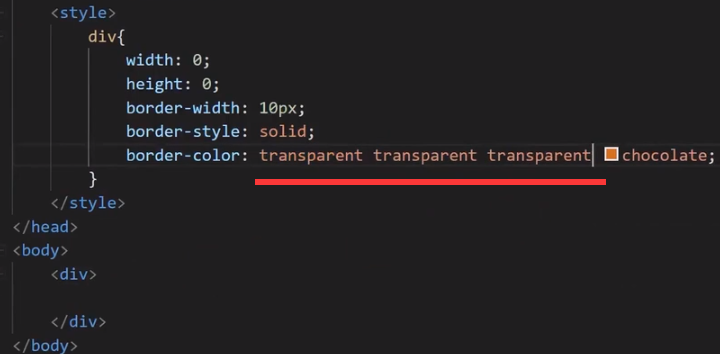 <style>
div{
width: 0;
height: 0;
border-width: 10px;
border-style: solid;
border-color: transparent transparent transparent chocolate;
}
</style>
</head>
<body>
<div>
</div>
</body>